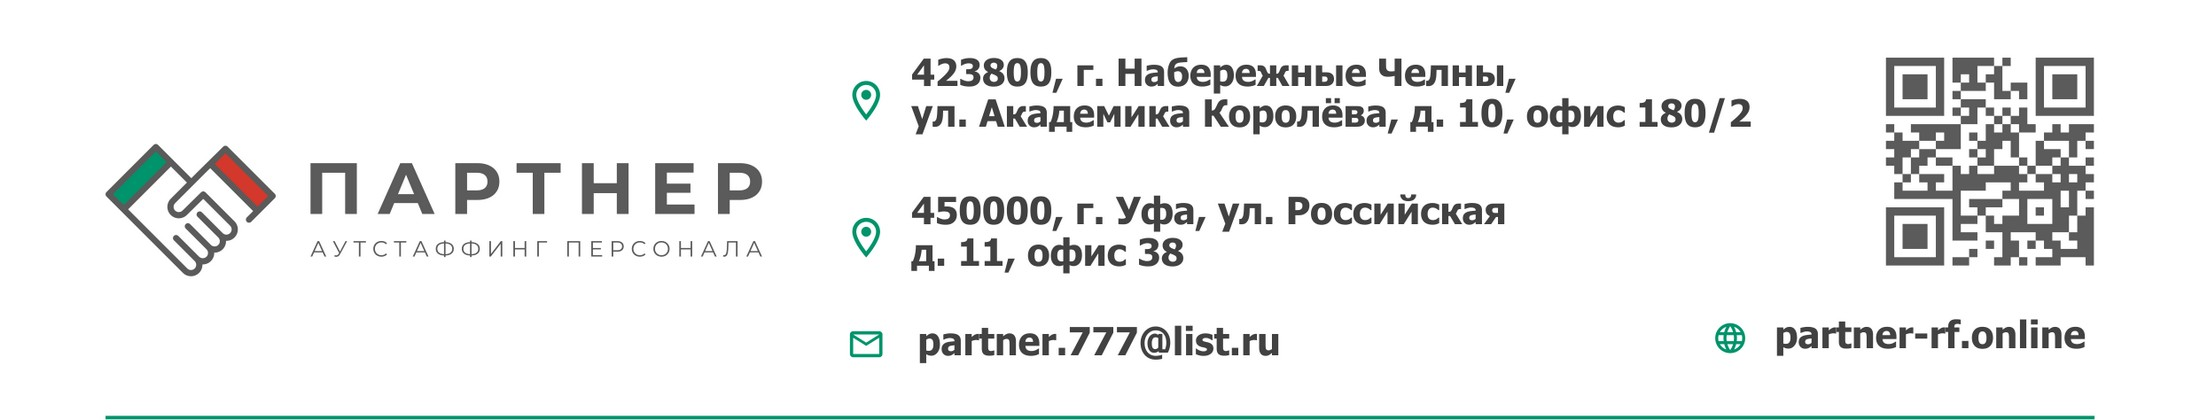 ПАРТНЕР
АУТСТАФФИНГ ПЕРСОНАЛА
423800, г. Набережные Челны,
ул. Академика Королёва, д. 10, офис 180/2
450000, г. Уфа, ул. Российская
д. 11, офис 38
partner.777@list.ru
partner-rf.online